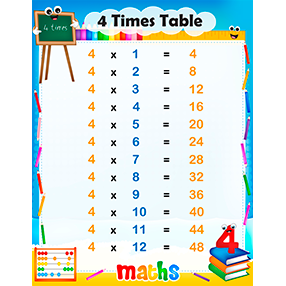 4 Times Table
4 times
4 x 1 = 4
4 x 2 = 8
4 x 3 = 12
4 x 4 = 16
4 x 5 = 20
4 x 6 = 24
4 x 7 = 28
4 x 8 = 32
4 x 9 = 36
4 x 10 = 40
4 x 11 = 44
4 x 12 = 48
4
maths